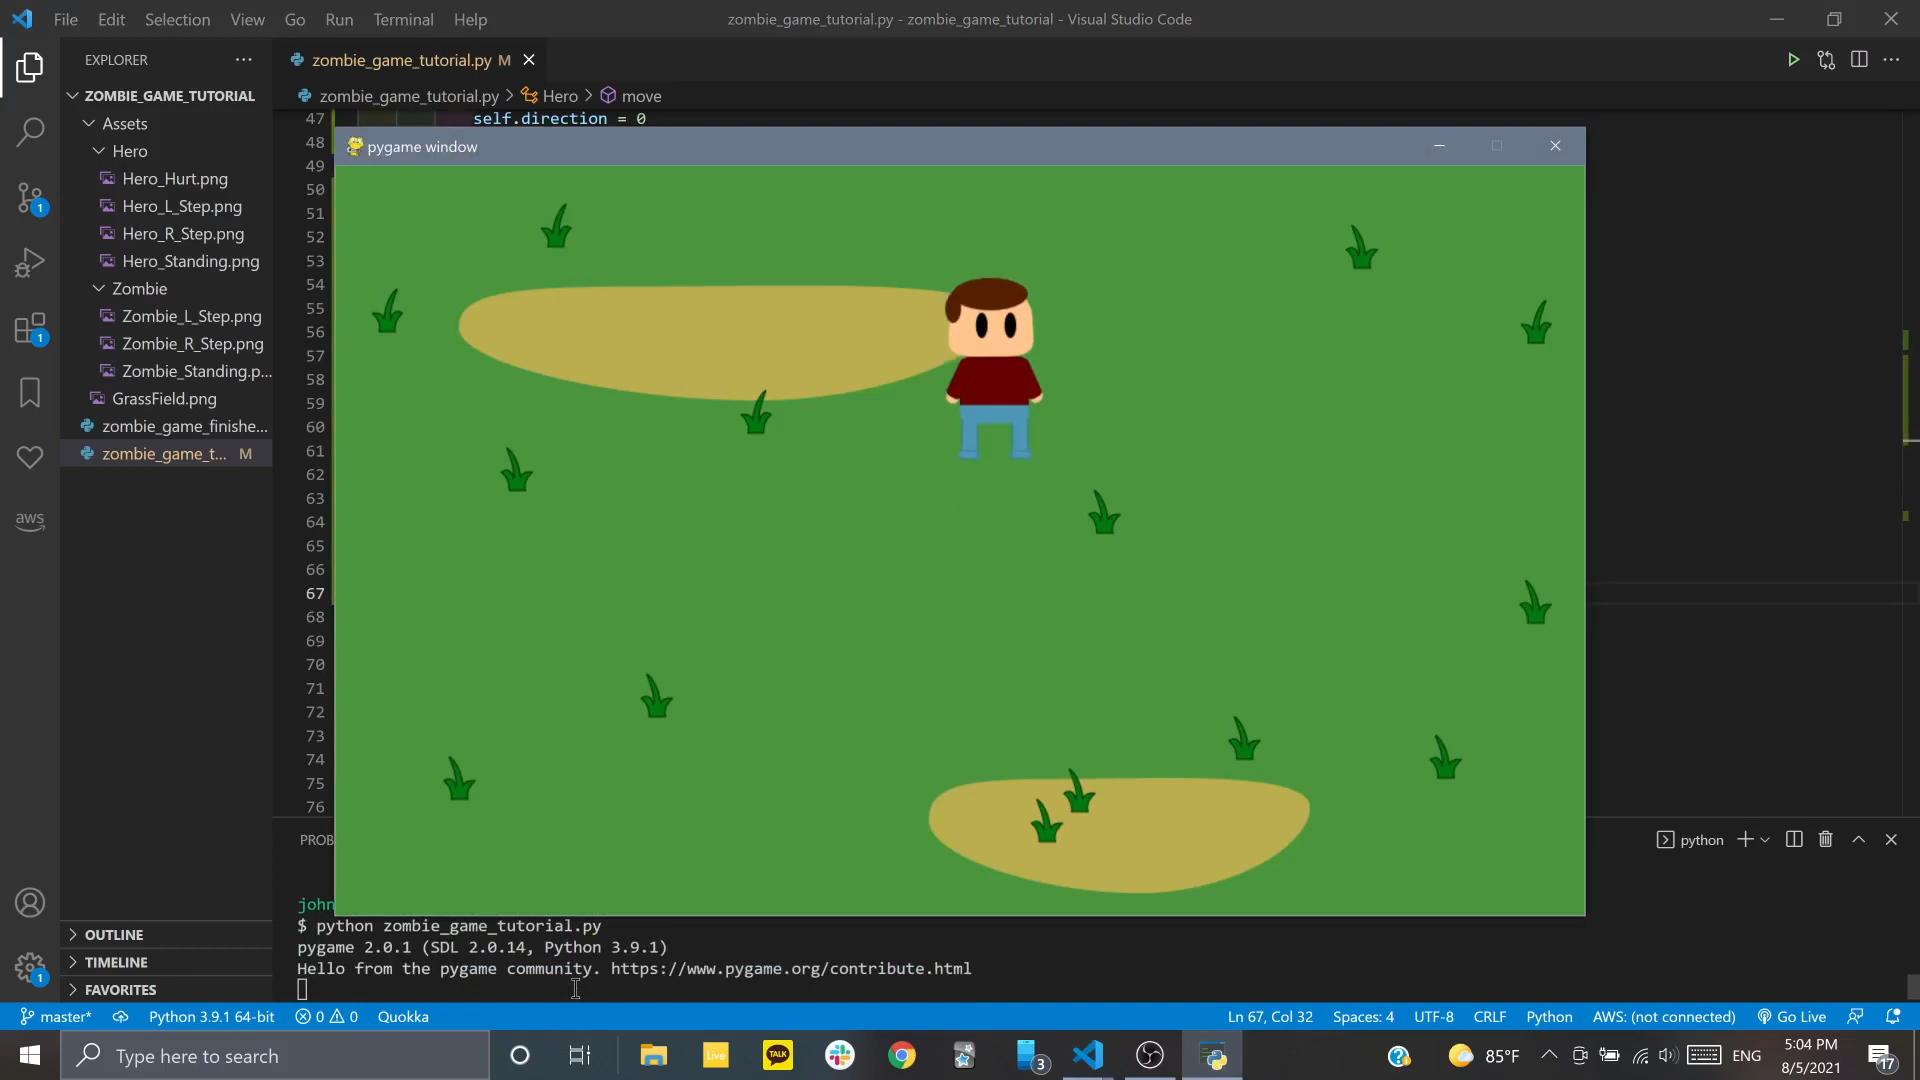 File Edit Selection View Go Run Terminal Help
zombie_game_tutorial.py - zombie_game_tutorial - Visual Studio Code
EXPLORER
zombie_game_tutorial.py M
ZOMBIE_GAME_TUTORIAL
zombie_game_tutorial.py > Hero > move
Assets
Hero
Hero_Hurt.png
Hero_L_Step.png
Hero_R_Step.png
Hero_Standing.png
Zombie
Zombie_L_Step.png
Zombie_R_Step.png
Zombie_Standing.p...
GrassField.png
zombie_game_finishe...
zombie_game_t... M
47 self.direction = 0
48
49
50
51
52
53
54
55
56
57
58
59
60
61
62
63
64
65
66
67
68
69
70
71
72
73
74
75
76
pygame window
1
1
aws
1
PROB
python
john
$ python zombie_game_tutorial.py
pygame 2.0.1 (SDL 2.0.14, Python 3.9.1)
Hello from the pygame community. https://www.pygame.org/contribute.html
OUTLINE
TIMELINE
FAVORITES
master* Python 3.9.1 64-bit 0 0 Quokka
Ln 67, Col 32 Spaces: 4 UTF-8 CRLF Python AWS: (not connected) Go Live
Type here to search
Live
TALK
3
85°F
ENG
5:04 PM
8/5/2021
17